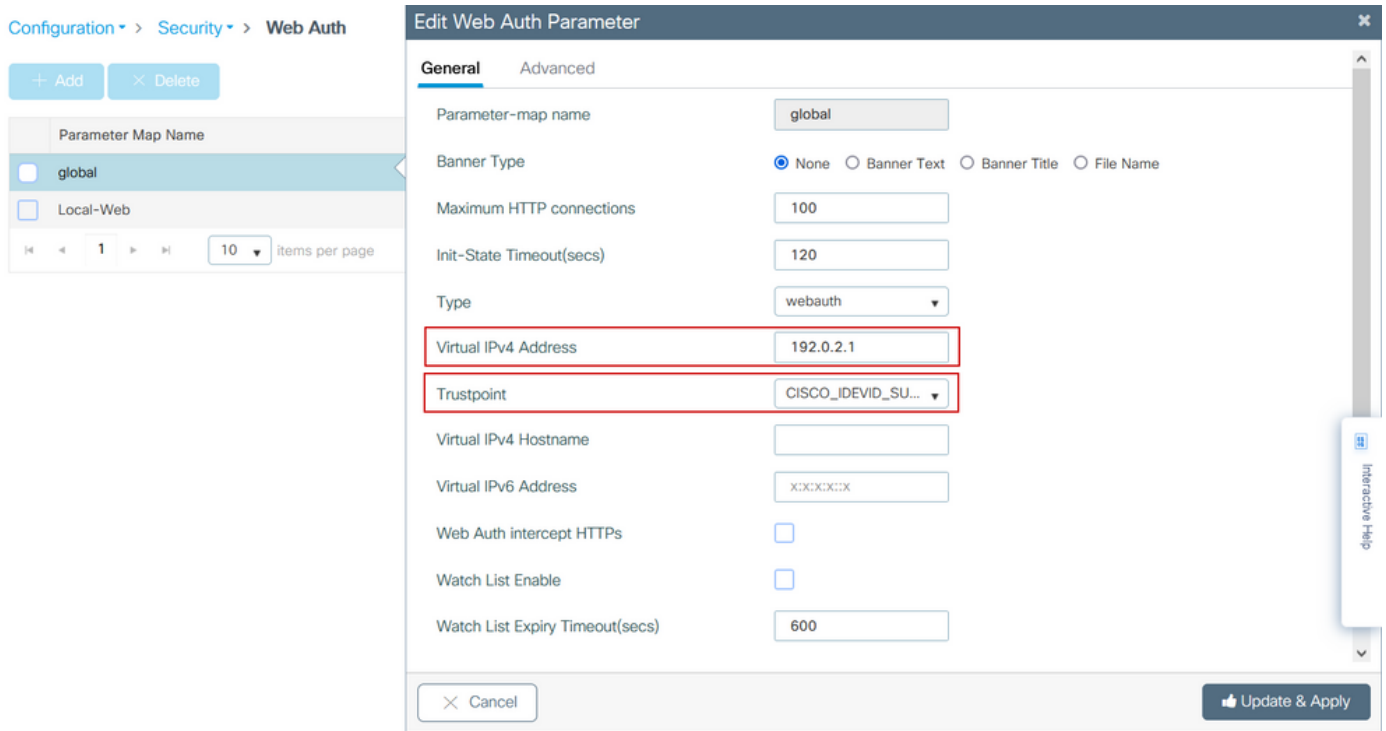 Configuration > Security > Web Auth
+ Add × Delete
Parameter Map Name
global
Local-Web
1 10 items per page
Edit Web Auth Parameter
General Advanced
Parameter-map name global
Banner Type None Banner Text Banner Title File Name
Maximum HTTP connections 100
Init-State Timeout(secs) 120
Type webauth
Virtual IPv4 Address 192.0.2.1
Trustpoint CISCO_IDEVID_SU...
Virtual IPv4 Hostname
Virtual IPv6 Address x:x:x:x::x
Web Auth intercept HTTPs
Watch List Enable
Watch List Expiry Timeout(secs) 600
× Cancel Update & Apply
Interactive Help